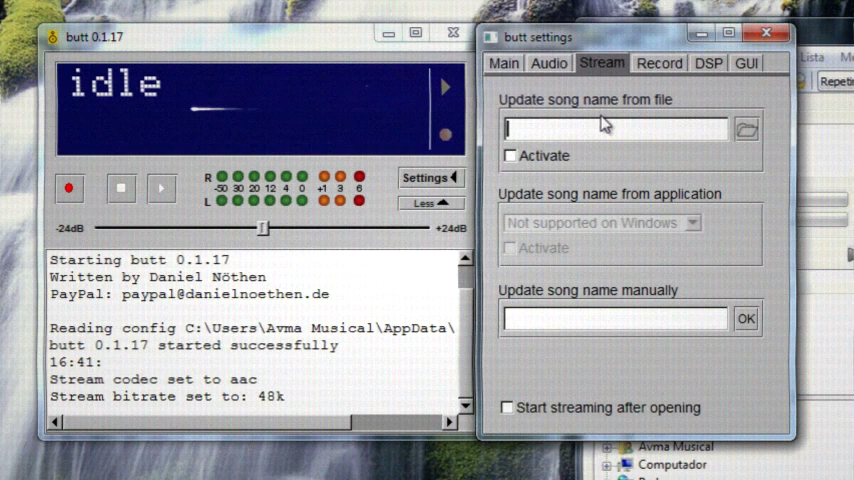 butt 0.1.17
idle
R
-50 30 20 12 4 0 +1 3 6
L
Settings
Less
-24dB
+24dB
Starting butt 0.1.17
Written by Daniel Nöthen
PayPal: paypal@danielnoethen.de
Reading config C:\Users\Avma Musical\AppData\
butt 0.1.17 started successfully
16:41:
Stream codec set to aac
Stream bitrate set to: 48k
butt settings
Main Audio Stream Record DSP GUI
Update song name from file
Activate
Update song name from application
Not supported on Windows
Activate
Update song name manually
OK
Start streaming after opening
Lista
Avma Musical
Computador